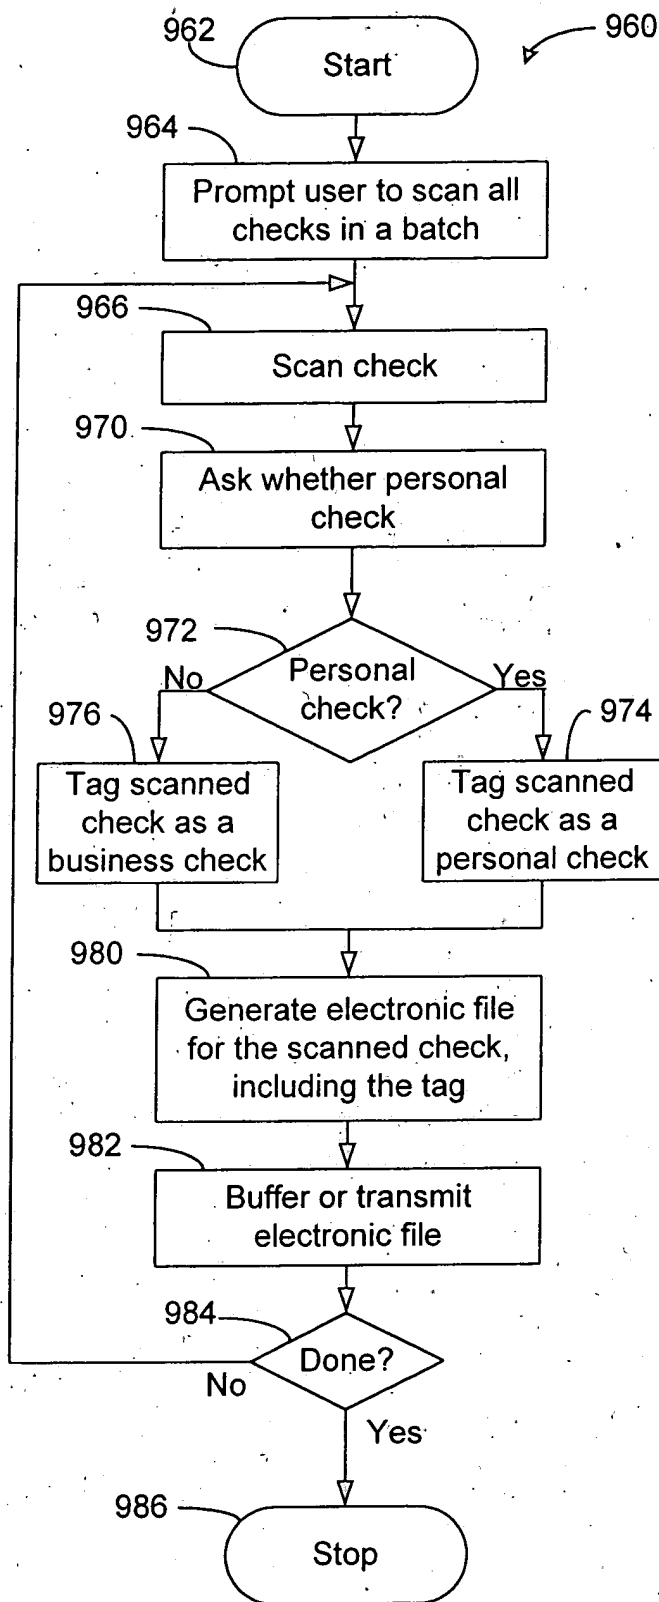 962
Start
960
964
Prompt user to scan all
checks in a batch
966
Scan check
970
Ask whether personal
check
972
Personal
check?
No
Yes
976
974
Tag scanned
check as a
business check
Tag scanned
check as a
personal check
980
Generate electronic file
for the scanned check,
including the tag
982
Buffer or transmit
electronic file
984
Done?
No
Yes
986
Stop